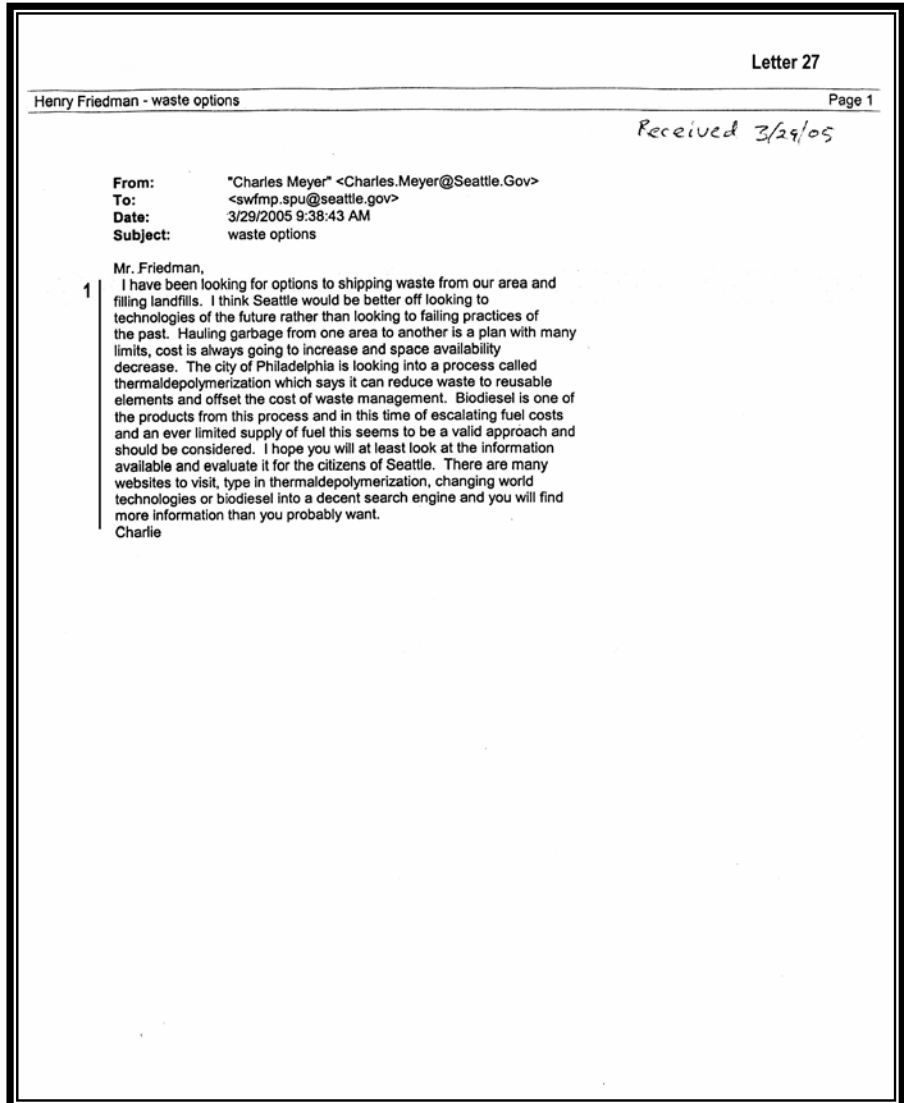 Letter 27
Henry Friedman - waste options Page 1
Received 3/29/05
From: "Charles Meyer" <Charles.Meyer@Seattle.Gov>
To: <swfmp.spu@seattle.gov>
Date: 3/29/2005 9:38:43 AM
Subject: waste options
Mr. Friedman,
1 I have been looking for options to shipping waste from our area and
filling landfills. I think Seattle would be better off looking to
technologies of the future rather than looking to failing practices of
the past. Hauling garbage from one area to another is a plan with many
limits, cost is always going to increase and space availability
decrease. The city of Philadelphia is looking into a process called
thermaldepolymerization which says it can reduce waste to reusable
elements and offset the cost of waste management. Biodiesel is one of
the products from this process and in this time of escalating fuel costs
and an ever limited supply of fuel this seems to be a valid approach and
should be considered. I hope you will at least look at the information
available and evaluate it for the citizens of Seattle. There are many
websites to visit, type in thermaldepolymerization, changing world
technologies or biodiesel into a decent search engine and you will find
more information than you probably want.
Charlie